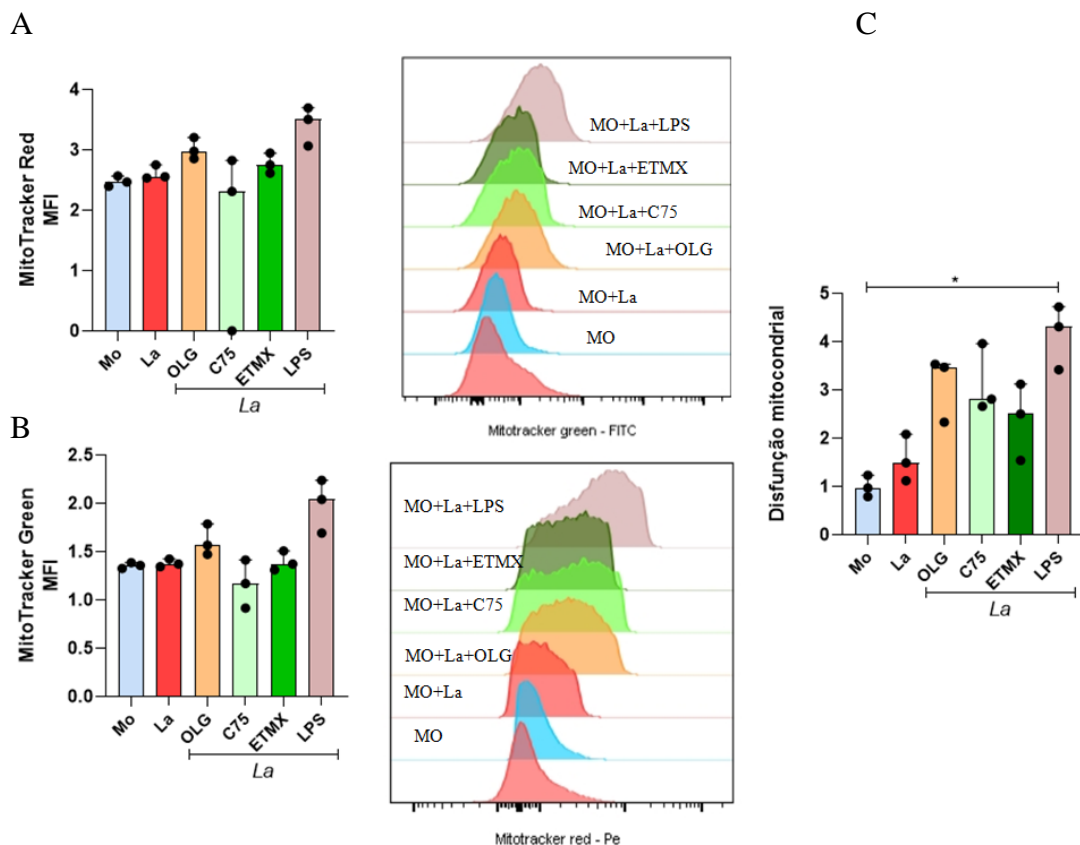 A
MitoTracker Red
MFI
4
3
2
1
0
Mo
La
OLG
C75
ETMX
LPS
La
MO+La+LPS
MO+La+ETMX
MO+La+C75
MO+La+OLG
MO+La
MO
Mitotracker green - FITC
B
MitoTracker Green
MFI
2.5
2.0
1.5
1.0
0.5
0.0
Mo
La
OLG
C75
ETMX
LPS
La
MO+La+LPS
MO+La+ETMX
MO+La+C75
MO+La+OLG
MO+La
MO
Mitotracker red - Pe
C
Disfunção mitocondrial
5
4
3
2
1
0
*
Mo
La
OLG
C75
ETMX
LPS
La